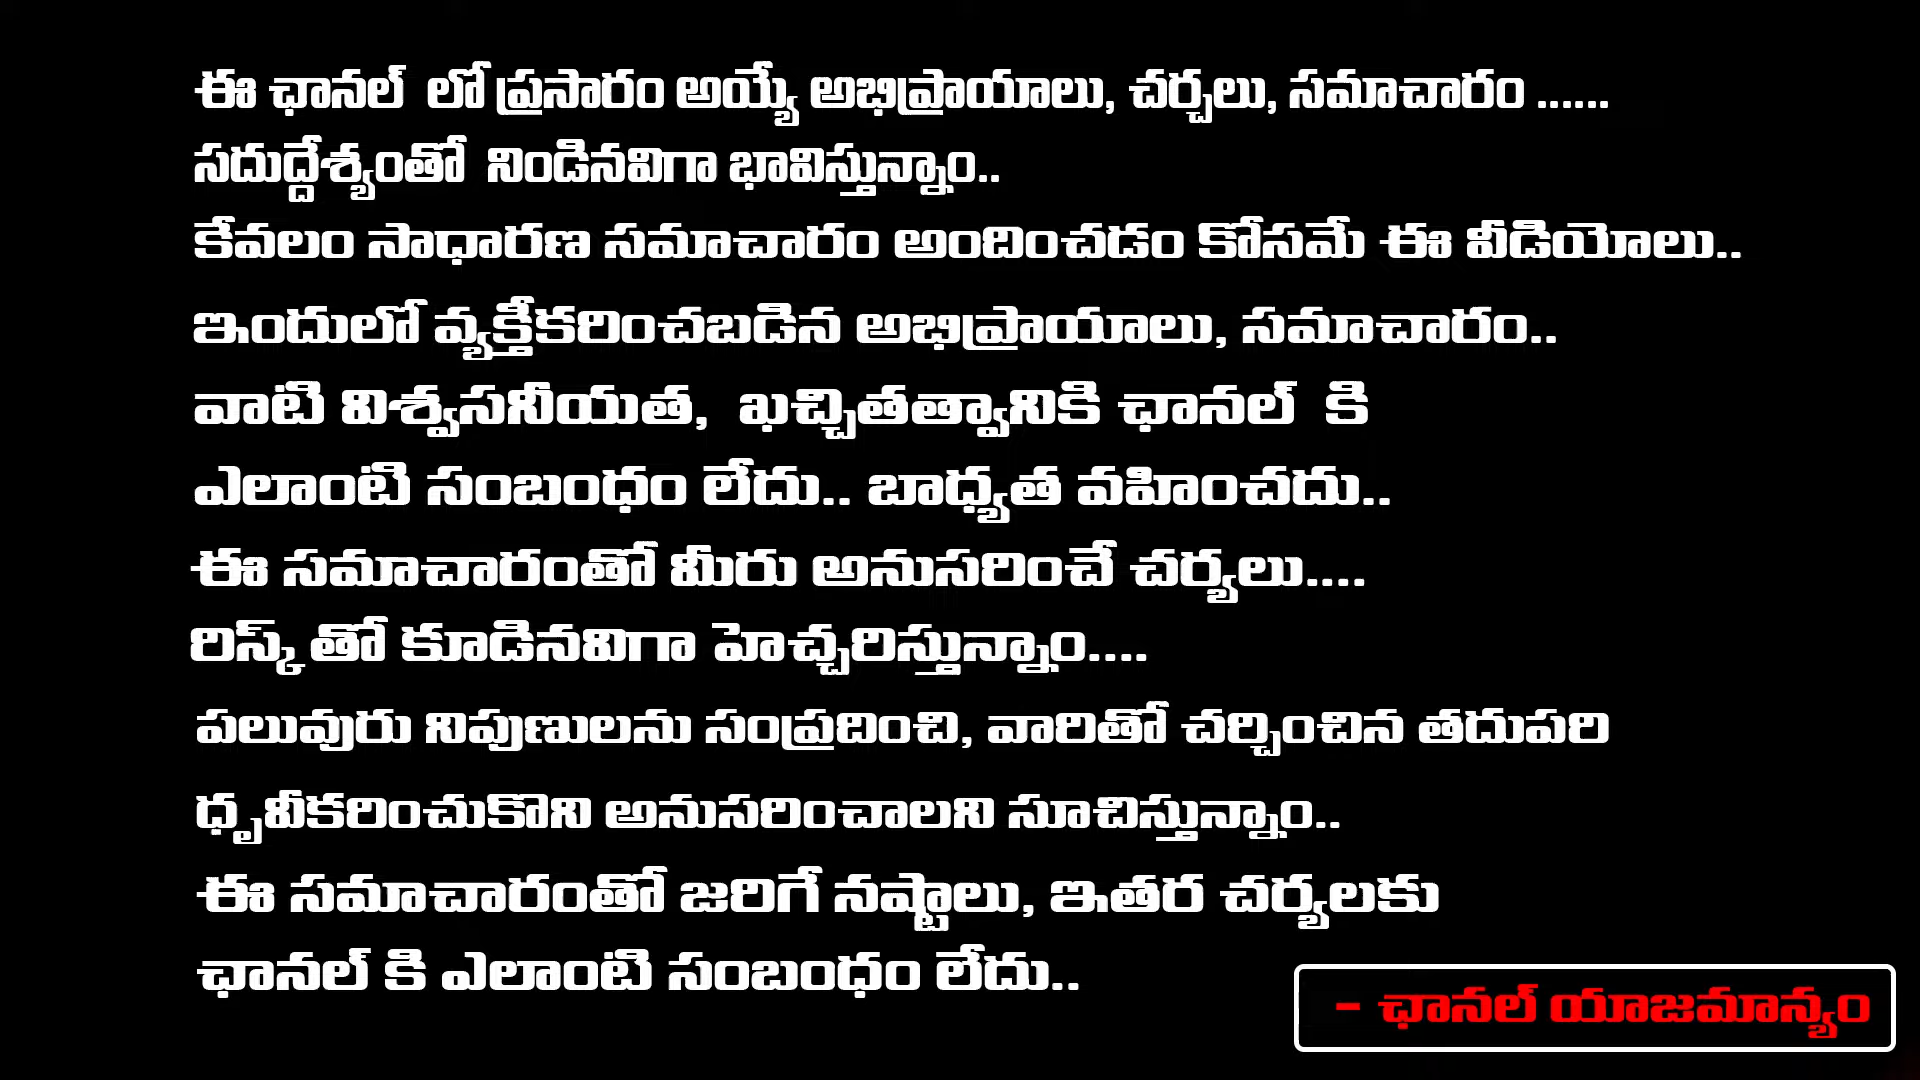 ఈ ఛానల్ లో ప్రసారం అయ్యే అభిప్రాయాలు, చర్చలు, సమాచారం ......
సదుద్దేశ్యంతో నిండినవిగా భావిస్తున్నాం..
కేవలం సాధారణ సమాచారం అందించడం కోసమే ఈ వీడియోలు..
ఇందులో వ్యక్తీకరించబడిన అభిప్రాయాలు, సమాచారం..
వాటి విశ్వసనీయత, ఖచ్చితత్వానికి ఛానల్ కి
ఎలాంటి సంబంధం లేదు.. బాధ్యత వహించదు..
ఈ సమాచారంతో మీరు అనుసరించే చర్యలు....
రిస్క్ తో కూడినవిగా హెచ్చరిస్తున్నాం....
పలువురు నిపుణులను సంప్రదించి, వారితో చర్చించిన తదుపరి
ధృవీకరించుకొని అనుసరించాలని సూచిస్తున్నాం..
ఈ సమాచారంతో జరిగే నష్టాలు, ఇతర చర్యలకు
ఛానల్ కి ఎలాంటి సంబంధం లేదు..
- ఛానల్ యాజమాన్యం